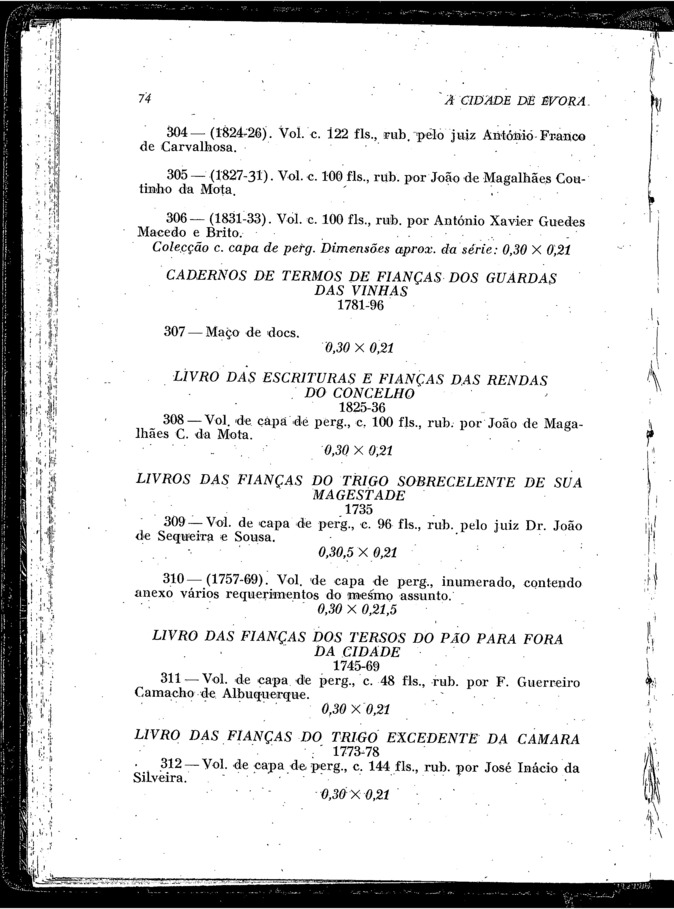 74
A CIDADE DE ÉVORA
304 — (1824-26). Vol. c. 122 fls., rub. pelo juiz António Franco
de Carvalhosa.
305 — (1827-31). Vol. c. 100 fls., rub. por João de Magalhães Cou-
tinho da Mota.
306 — (1831-33). Vol. c. 100 fls., rub. por António Xavier Guedes
Macedo e Brito.
Colecção c. capa de perg. Dimensões aprox. da série: 0,30 × 0,21
CADERNOS DE TERMOS DE FIANÇAS DOS GUARDAS
DAS VINHAS
1781-96
307 — Maço de docs.
0,30 × 0,21
LIVRO DAS ESCRITURAS E FIANÇAS DAS RENDAS
DO CONCELHO
1825-36
308 — Vol. de capa de perg., c. 100 fls., rub. por João de Maga-
lhães C. da Mota.
0,30 × 0,21
LIVROS DAS FIANÇAS DO TRIGO SOBRECELENTE DE SUA
MAGESTADE
1735
309 — Vol. de capa de perg., c. 96 fls., rub. pelo juiz Dr. João
de Sequeira e Sousa.
0,30,5 × 0,21
310 — (1757-69). Vol. de capa de perg., inumerado, contendo
anexo vários requerimentos do mesmo assunto.
0,30 × 0,21,5
LIVRO DAS FIANÇAS DOS TERSOS DO PÃO PARA FORA
DA CIDADE
1745-69
311 — Vol. de capa de perg., c. 48 fls., rub. por F. Guerreiro
Camacho de Albuquerque.
0,30 × 0,21
LIVRO DAS FIANÇAS DO TRIGO EXCEDENTE DA CÂMARA
1773-78
312 — Vol. de capa de perg., c. 144 fls., rub. por José Inácio da
Silveira.
0,30 × 0,21